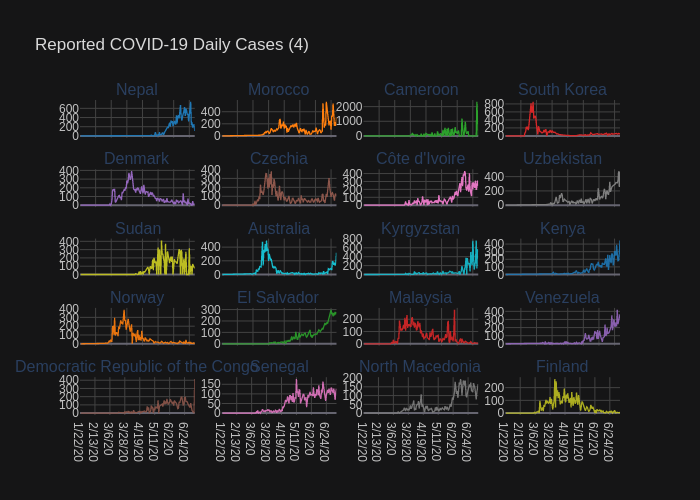 Reported COVID-19 Daily Cases (4)
Nepal Morocco Cameroon South Korea
600 400 200 0
400 200 0
2000 1000 0
800 600 400 200 0
Denmark Czechia Côte d'Ivoire Uzbekistan
400 300 200 100 0
400 300 200 100 0
400 300 200 100 0
400 200 0
Sudan Australia Kyrgyzstan Kenya
400 300 200 100 0
400 200 0
800 600 400 200 0
400 300 200 100 0
Norway El Salvador Malaysia Venezuela
400 300 200 100 0
300 200 100 0
200 100 0
400 300 200 100 0
Democratic Republic of the Congo Senegal North Macedonia Finland
400 300 200 100 0
150 100 50 0
200 150 100 50 0
200 100 0
1/22/20 2/13/20 3/6/20 3/28/20 4/19/20 5/11/20 6/2/20 6/24/20
1/22/20 2/13/20 3/6/20 3/28/20 4/19/20 5/11/20 6/2/20 6/24/20
1/22/20 2/13/20 3/6/20 3/28/20 4/19/20 5/11/20 6/2/20 6/24/20
1/22/20 2/13/20 3/6/20 3/28/20 4/19/20 5/11/20 6/2/20 6/24/20